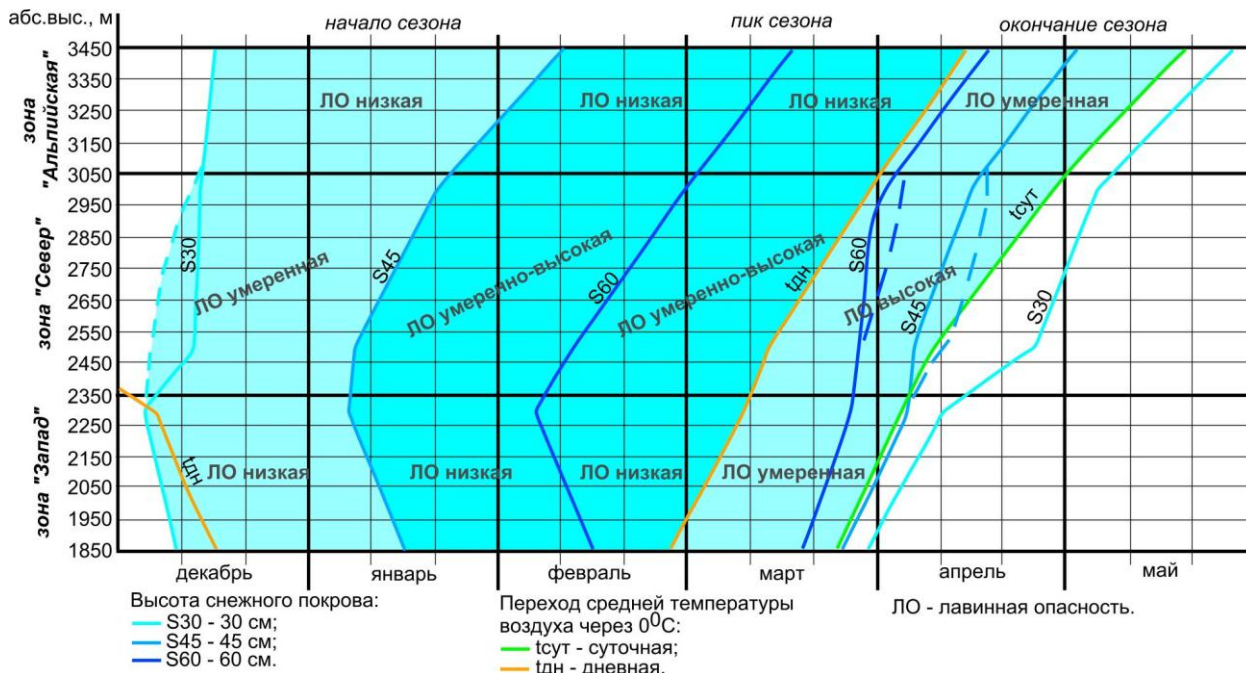 абс.выс., м
начало сезона
пик сезона
окончание сезона
3450
3350
3250
3150
3050
2950
2850
2750
2650
2550
2450
2350
2250
2150
2050
1950
1850
зона "Альпийская"
зона "Север"
зона "Запад"
ЛО низкая
ЛО низкая
ЛО низкая
ЛО умеренная
S30
ЛО умеренная
S45
ЛО умеренно-высокая
S60
ЛО умеренно-высокая
tдн
S60
ЛО высокая
S45
tсут
S30
tдн
ЛО низкая
ЛО низкая
ЛО низкая
ЛО умеренная
декабрь
январь
февраль
март
апрель
май
Высота снежного покрова:
S30 - 30 см;
S45 - 45 см;
S60 - 60 см.
Переход средней температуры
воздуха через 0⁰С:
tсут - суточная;
tдн - дневная.
ЛО - лавинная опасность.